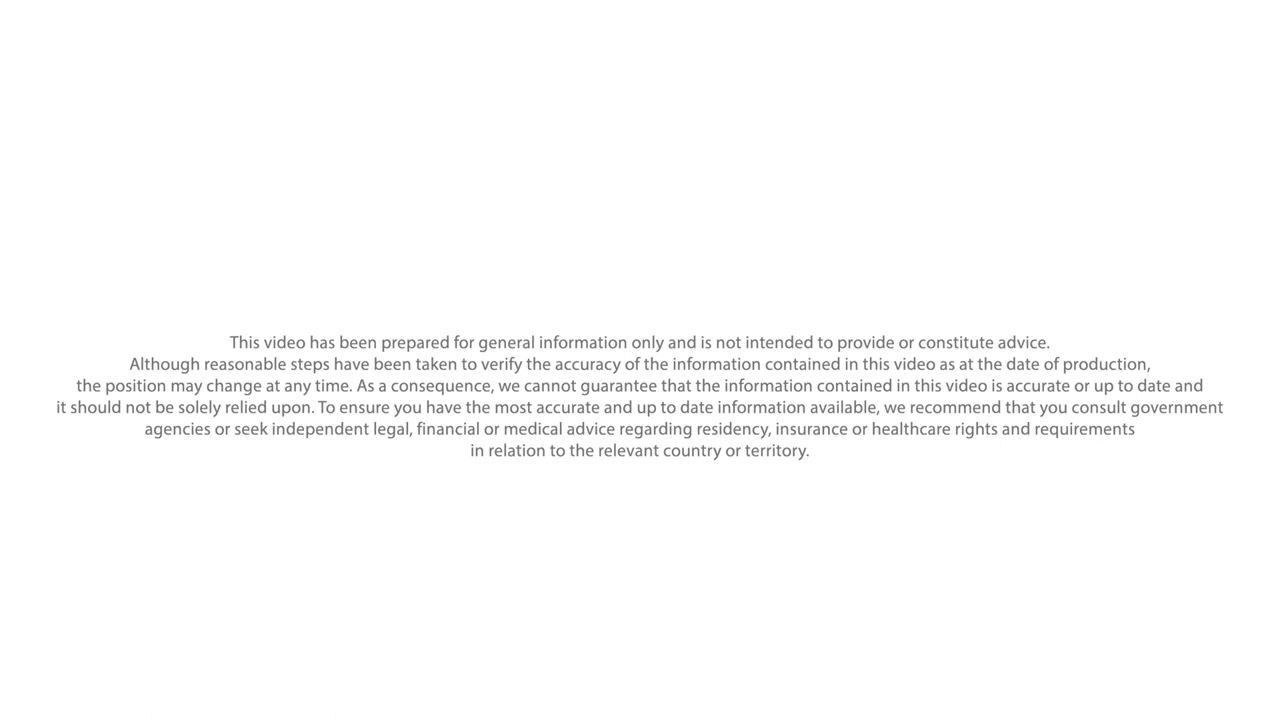 This video has been prepared for general information only and is not intended to provide or constitute advice.
Although reasonable steps have been taken to verify the accuracy of the information contained in this video as at the date of production,
the position may change at any time. As a consequence, we cannot guarantee that the information contained in this video is accurate or up to date and
it should not be solely relied upon. To ensure you have the most accurate and up to date information available, we recommend that you consult government
agencies or seek independent legal, financial or medical advice regarding residency, insurance or healthcare rights and requirements
in relation to the relevant country or territory.